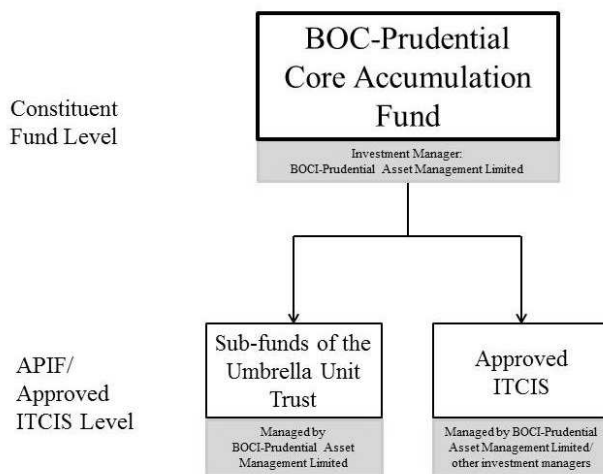 BOC-Prudential
Core Accumulation
Fund
Constituent
Fund Level
Investment Manager:
BOCI-Prudential Asset Management Limited
APIF/
Approved
ITCIS Level
Sub-funds of the
Umbrella Unit
Trust
Managed by
BOCI-Prudential Asset
Management Limited
Approved
ITCIS
Managed by BOCI-Prudential
Asset Management Limited/
other investment managers